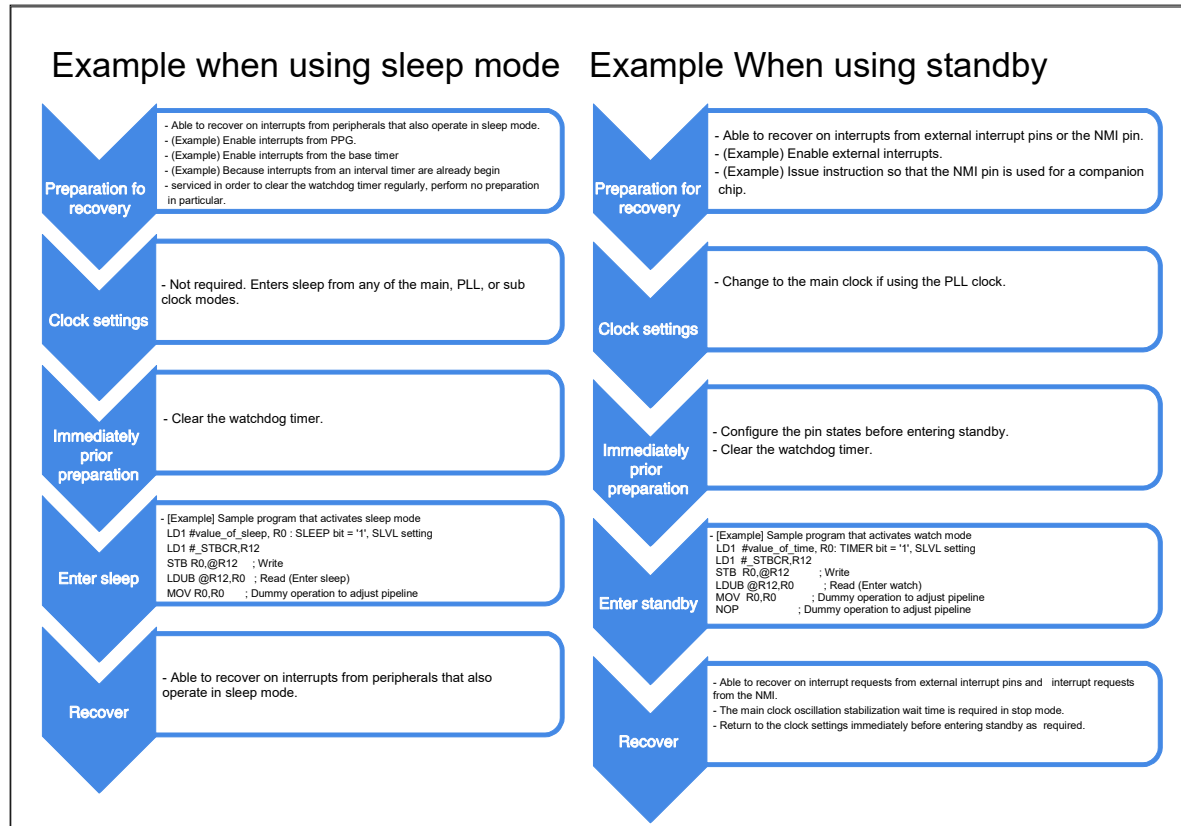 Example when using sleep mode
Preparation fo
recovery
- Able to recover on interrupts from peripherals that also operate in sleep mode.
- (Example) Enable interrupts from PPG.
- (Example) Enable interrupts from the base timer
- (Example) Because interrupts from an interval timer are already begin
- serviced in order to clear the watchdog timer regularly, perform no preparation
in particular.
Clock settings
- Not required. Enters sleep from any of the main, PLL, or sub
clock modes.
Immediately
prior
preparation
- Clear the watchdog timer.
Enter sleep
- [Example] Sample program that activates sleep mode
LD1 #value_of_sleep, R0 : SLEEP bit = '1', SLVL setting
LD1 #_STBCR,R12
STB R0,@R12 ; Write
LDUB @R12,R0 ; Read (Enter sleep)
MOV R0,R0 ; Dummy operation to adjust pipeline
Recover
- Able to recover on interrupts from peripherals that also
operate in sleep mode.
Example When using standby
Preparation for
recovery
- Able to recover on interrupts from external interrupt pins or the NMI pin.
- (Example) Enable external interrupts.
- (Example) Issue instruction so that the NMI pin is used for a companion
chip.
Clock settings
- Change to the main clock if using the PLL clock.
Immediately
prior
preparation
- Configure the pin states before entering standby.
- Clear the watchdog timer.
Enter standby
- [Example] Sample program that activates watch mode
LD1 #value_of_time, R0: TIMER bit = '1', SLVL setting
LD1 #_STBCR,R12
STB R0,@R12 ; Write
LDUB @R12,R0 ; Read (Enter watch)
MOV R0,R0 ; Dummy operation to adjust pipeline
NOP ; Dummy operation to adjust pipeline
Recover
- Able to recover on interrupt requests from external interrupt pins and interrupt requests
from the NMI.
- The main clock oscillation stabilization wait time is required in stop mode.
- Return to the clock settings immediately before entering standby as required.